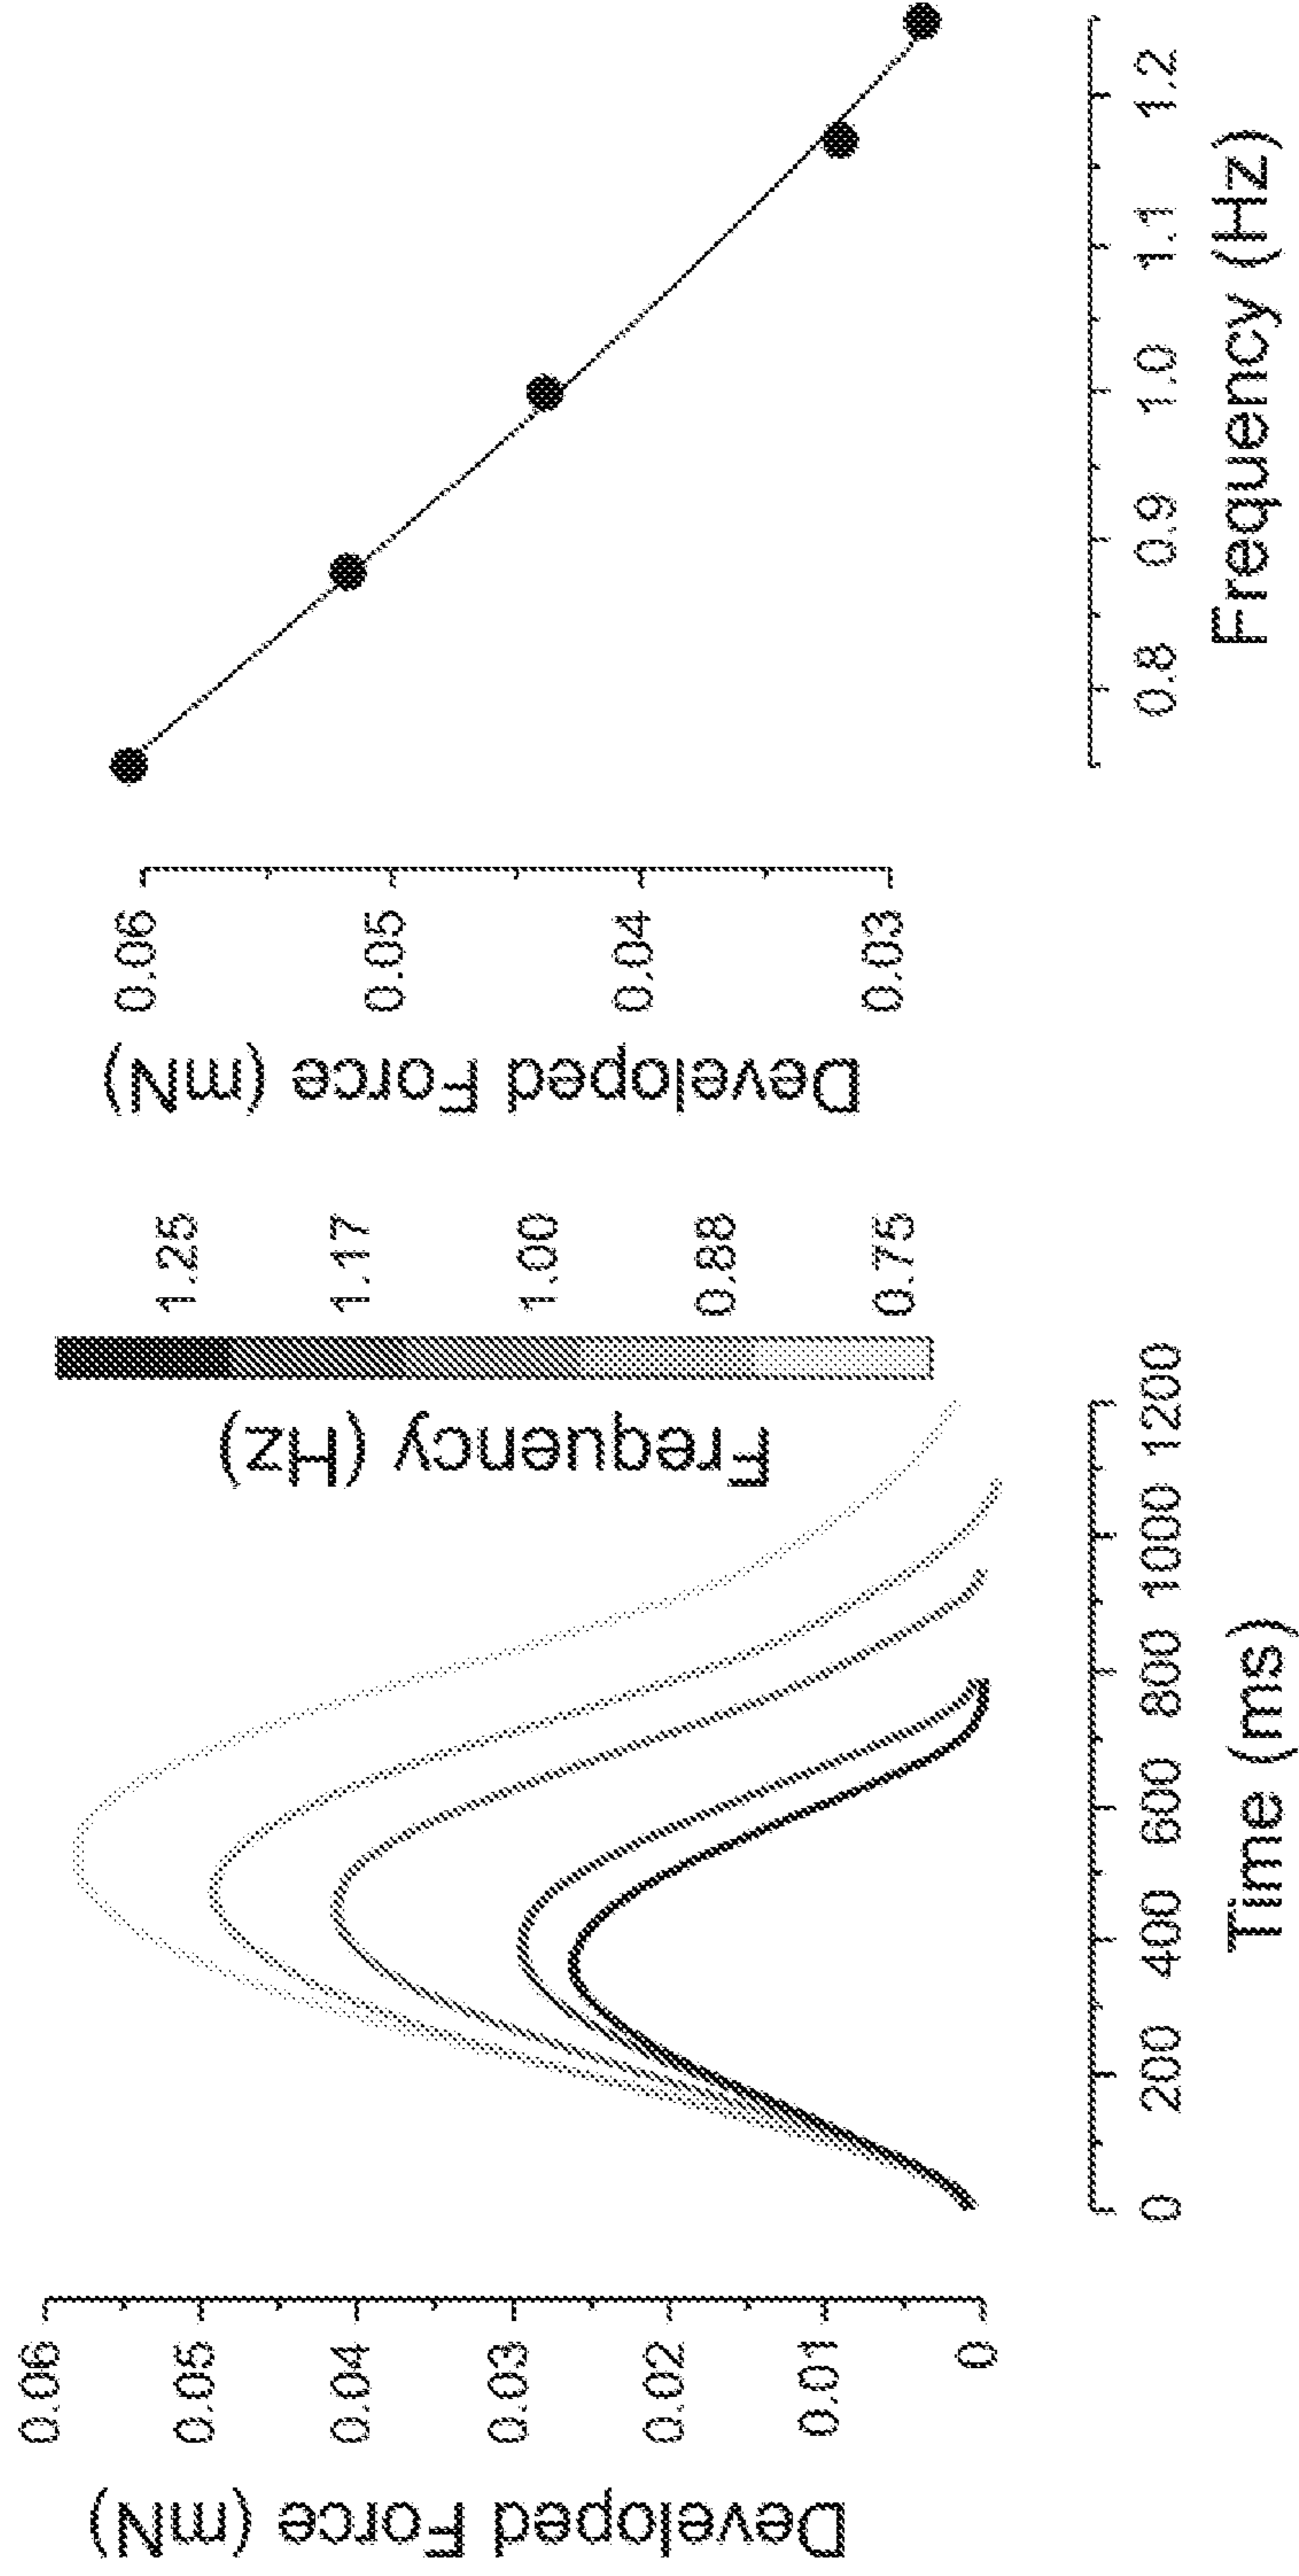 Developed Force (mN)
0.06
0.05
0.04
0.03
0.02
0.01
0
0 200 400 600 800 1000 1200
Time (ms)
Frequency (Hz)
1.25
1.17
1.00
0.88
0.75
Developed Force (mN)
0.06
0.05
0.04
0.03
0.8 0.9 1.0 1.1 1.2
Frequency (Hz)